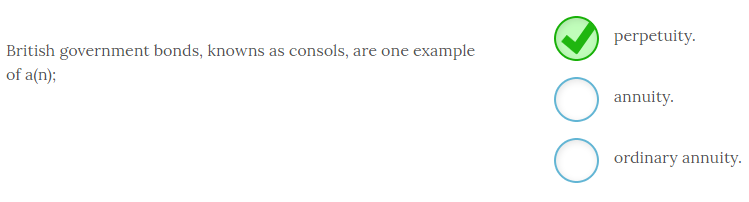 British government bonds, knowns as consols, are one example
of a(n);
perpetuity.
annuity.
ordinary annuity.